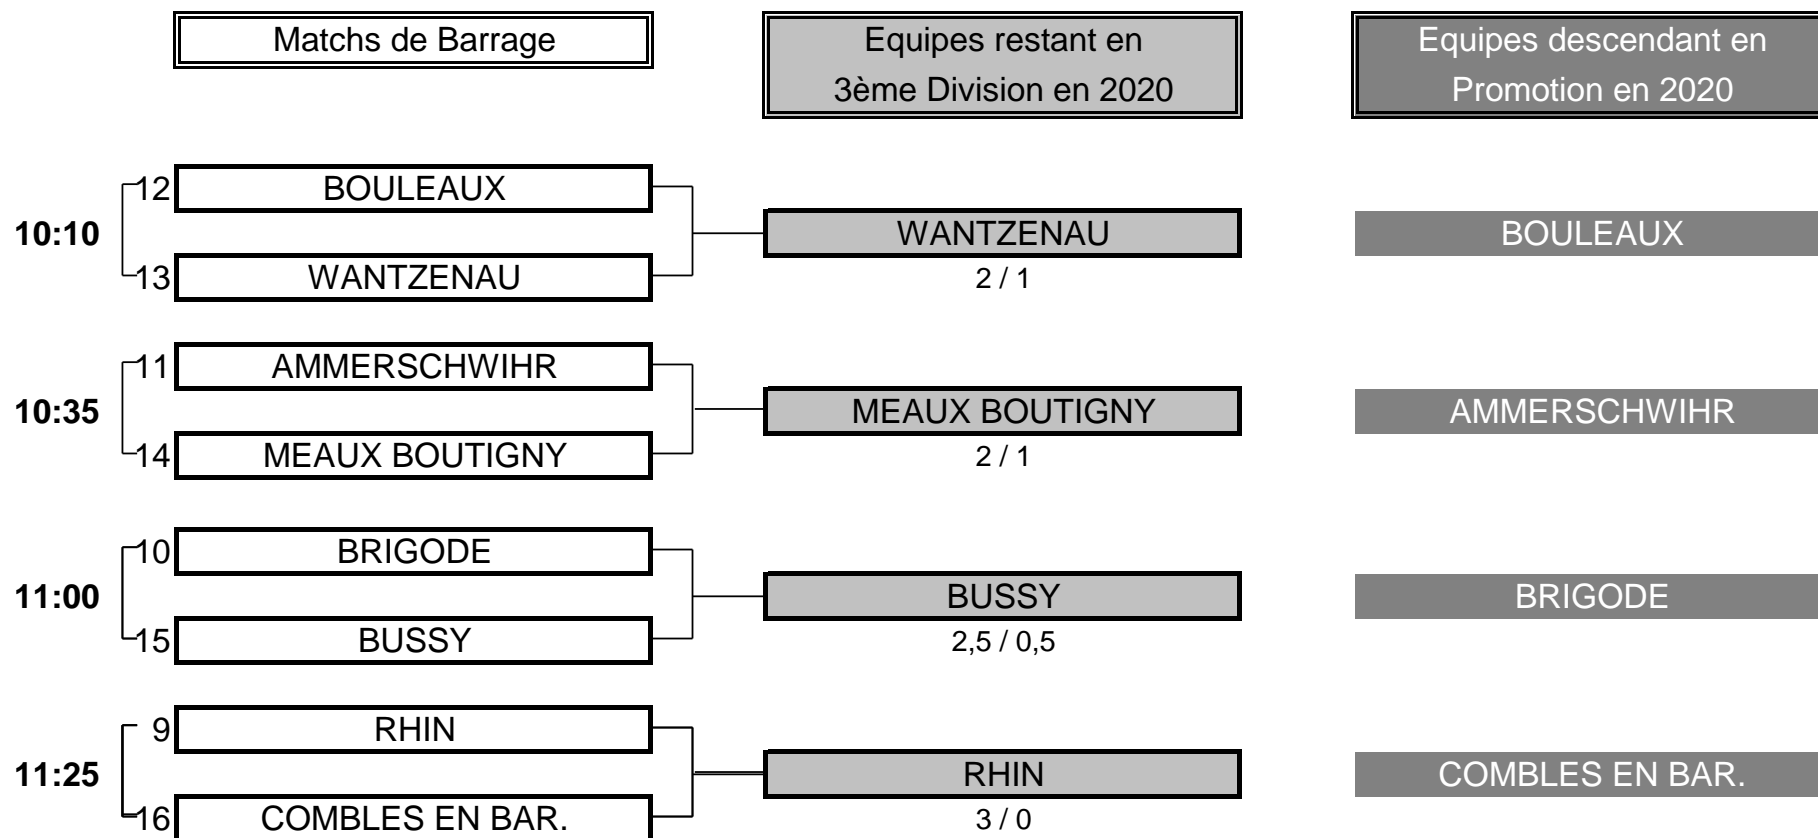 Matchs de Barrage
Equipes restant en
3ème Division en 2020
Equipes descendant en
Promotion en 2020
10:10
12 BOULEAUX
13 WANTZENAU
WANTZENAU
2 / 1
BOULEAUX
10:35
11 AMMERSCHWIHR
14 MEAUX BOUTIGNY
MEAUX BOUTIGNY
2 / 1
AMMERSCHWIHR
11:00
10 BRIGODE
15 BUSSY
BUSSY
2,5 / 0,5
BRIGODE
11:25
9 RHIN
16 COMBLES EN BAR.
RHIN
3 / 0
COMBLES EN BAR.